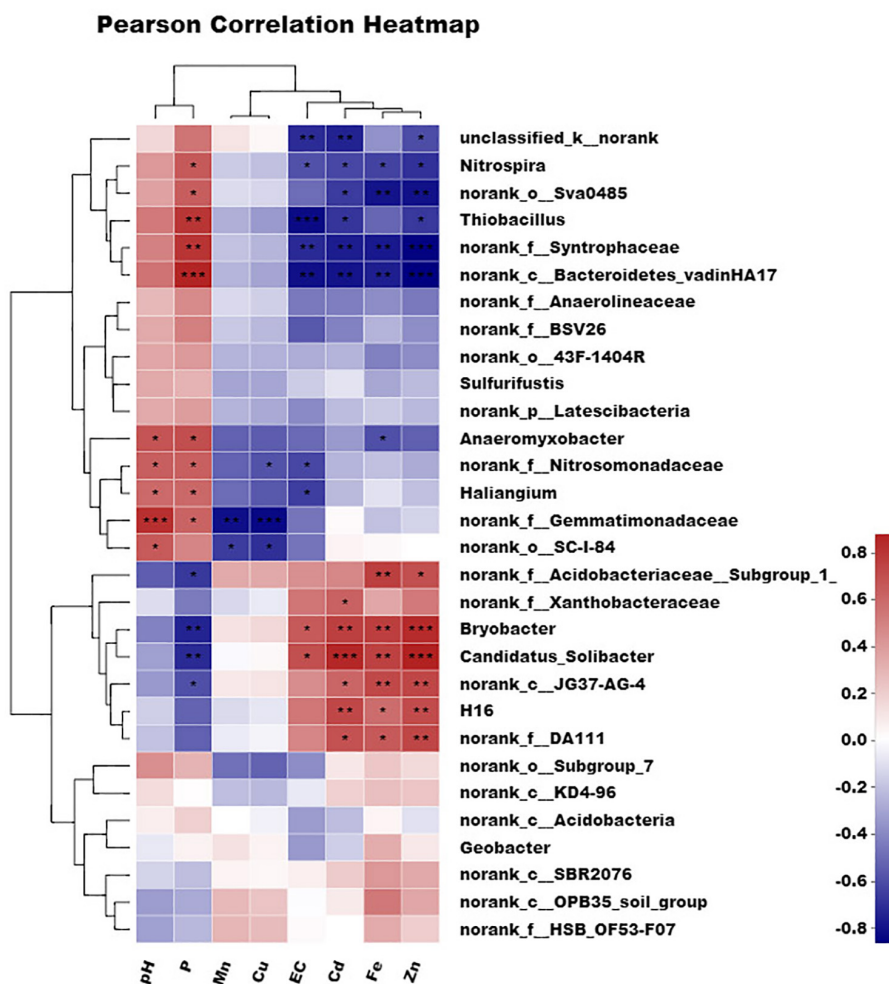 Pearson Correlation Heatmap
unclassified_k__norank
** ** *
Nitrospira
* * * * *
norank_o__Sva0485
* * ** **
Thiobacillus
** *** * *
norank_f__Syntrophaceae
** ** ** ** ***
norank_c__Bacteroidetes_vadinHA17
*** ** ** ** ***
norank_f__Anaerolineaceae
norank_f__BSV26
norank_o__43F-1404R
Sulfurifustis
norank_p__Latescibacteria
Anaeromyxobacter
* * *
norank_f__Nitrosomonadaceae
* * * *
Haliangium
* * *
norank_f__Gemmatimonadaceae
*** * ** ***
norank_o__SC-I-84
* * *
norank_f__Acidobacteriaceae__Subgroup_1_
* ** *
norank_f__Xanthobacteraceae
*
Bryobacter
** * ** ** ***
Candidatus_Solibacter
** * *** ** ***
norank_c__JG37-AG-4
* * ** **
H16
** * **
norank_f__DA111
* * **
norank_o__Subgroup_7
norank_c__KD4-96
norank_c__Acidobacteria
Geobacter
norank_c__SBR2076
norank_c__OPB35_soil_group
norank_f__HSB_OF53-F07
pH P Mn Cu EC Cd Fe Zn
0.8
0.6
0.4
0.2
0.0
-0.2
-0.4
-0.6
-0.8